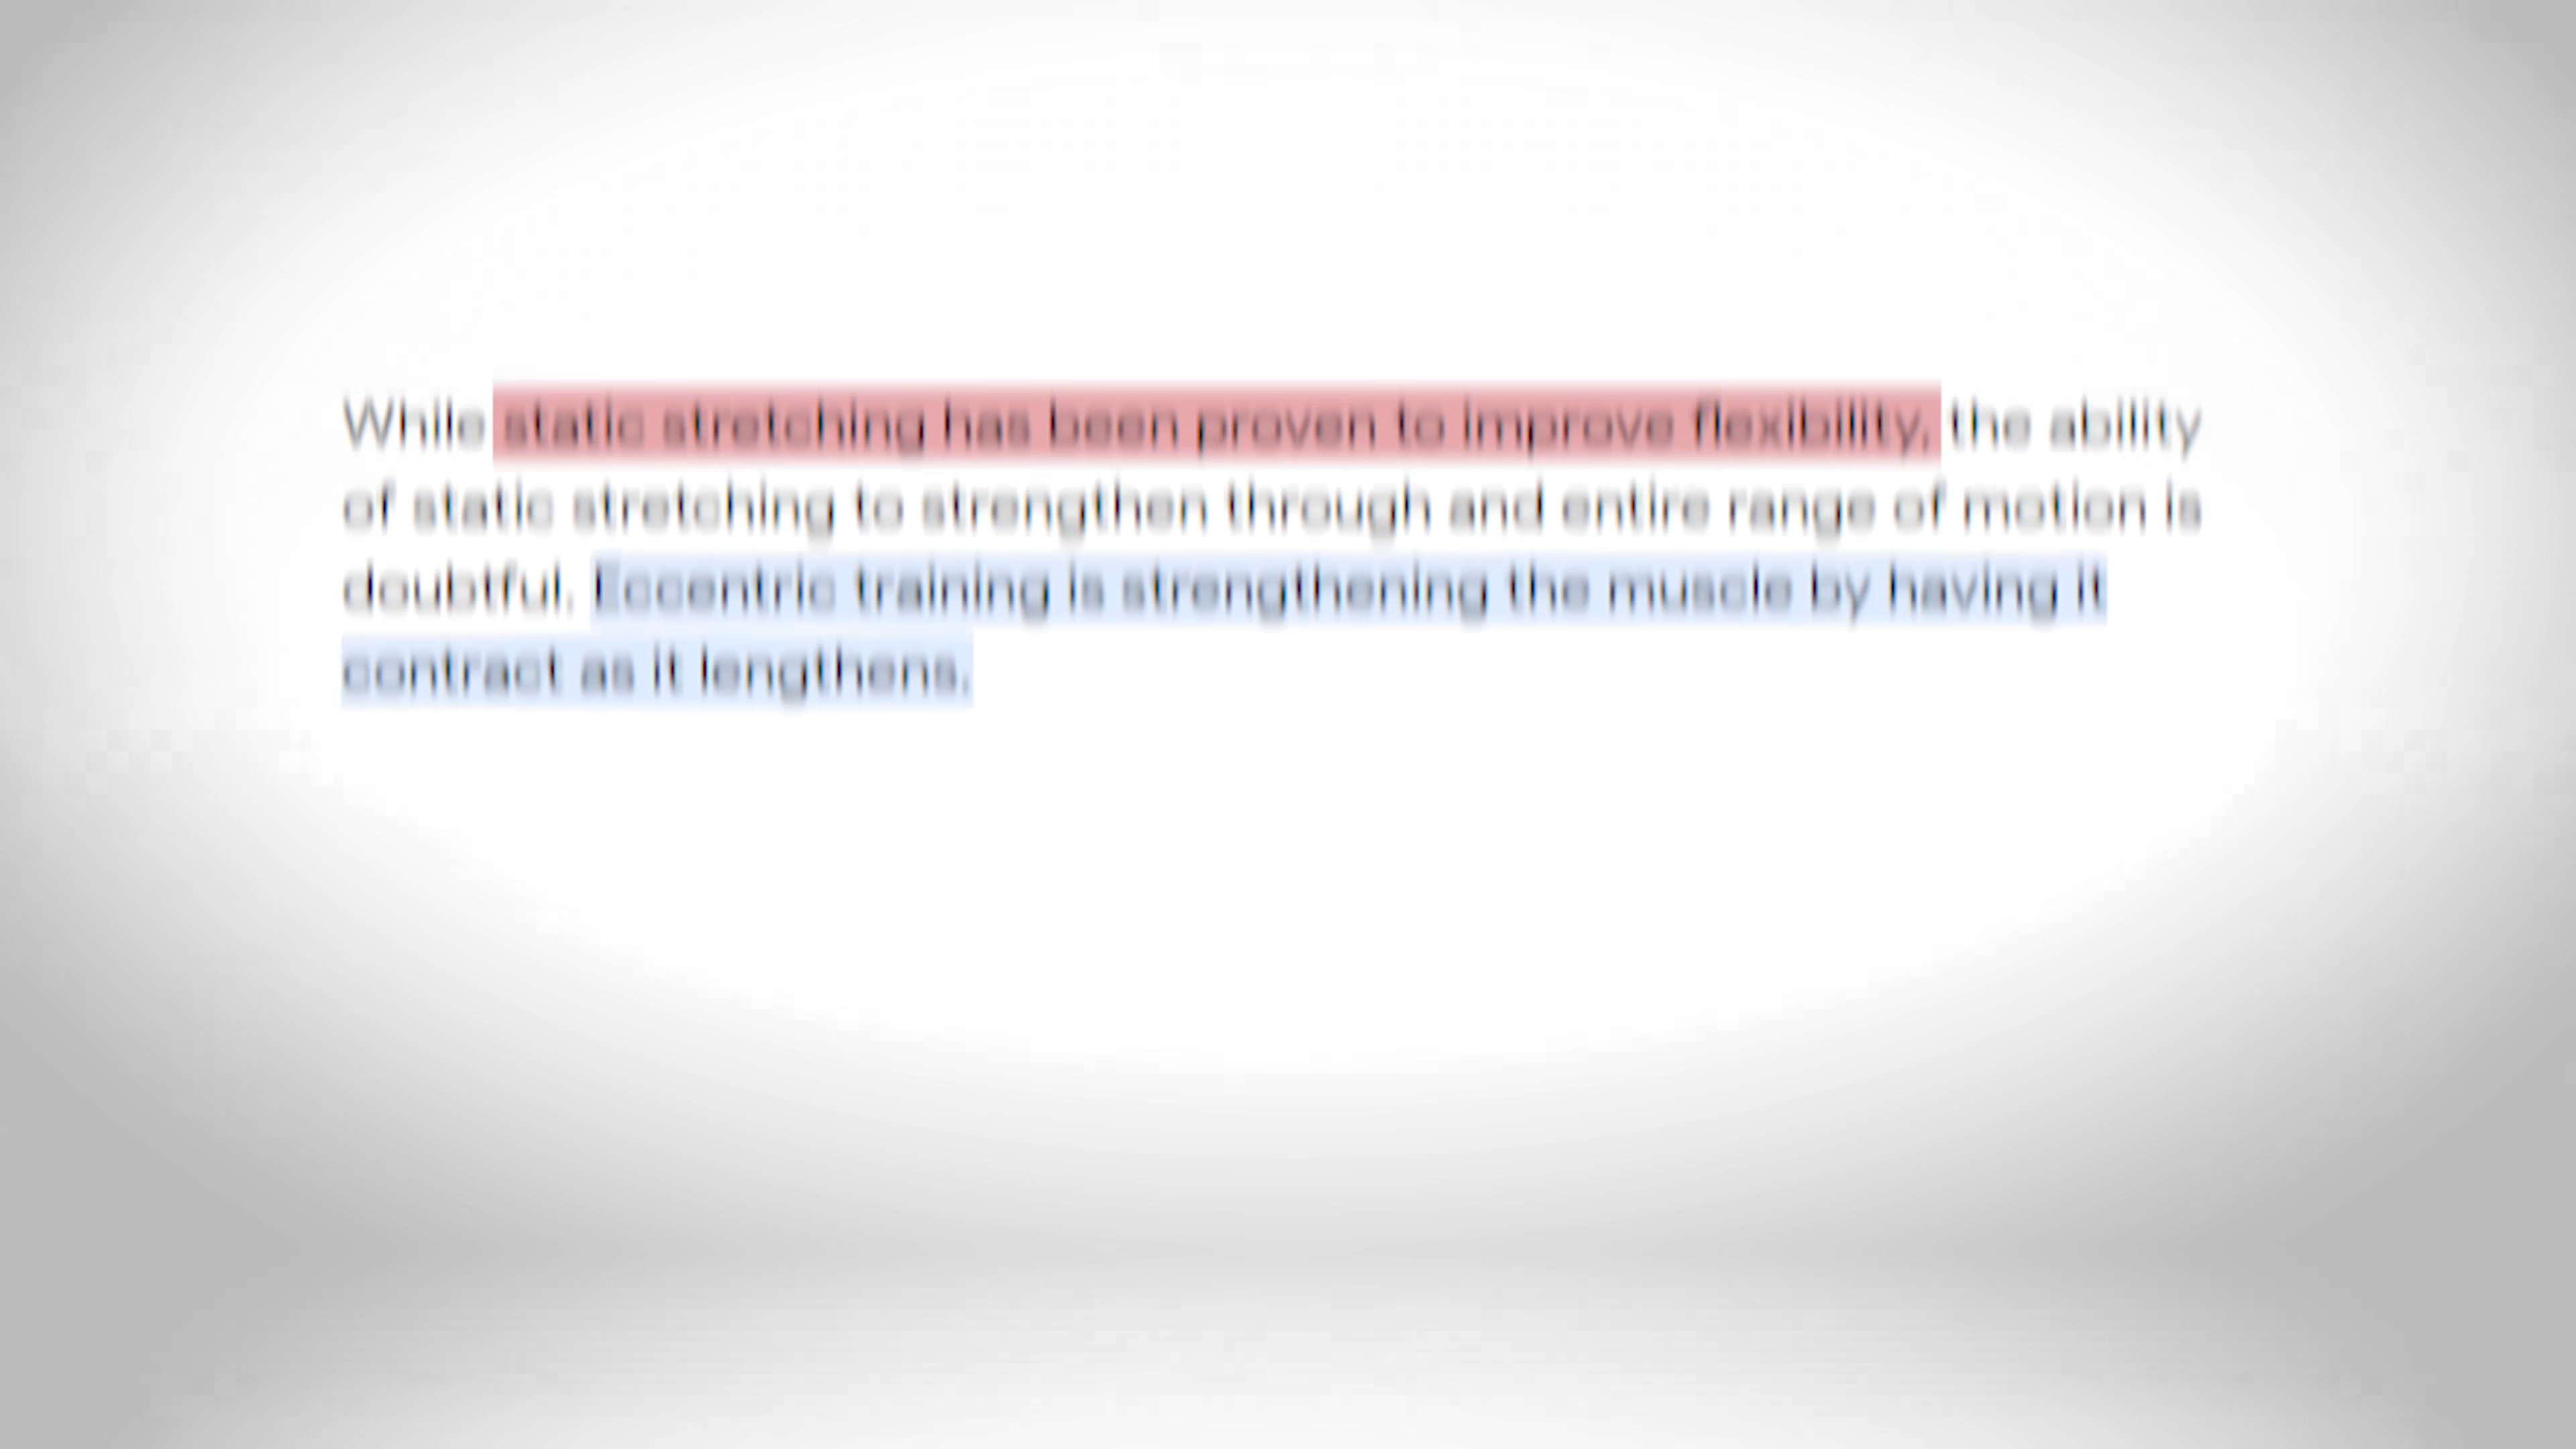 While static stretching has been proven to improve flexibility, the ability
of static stretching to strengthen through and entire range of motion is
doubtful. Eccentric training is strengthening the muscle by having it
contract as it lengthens.